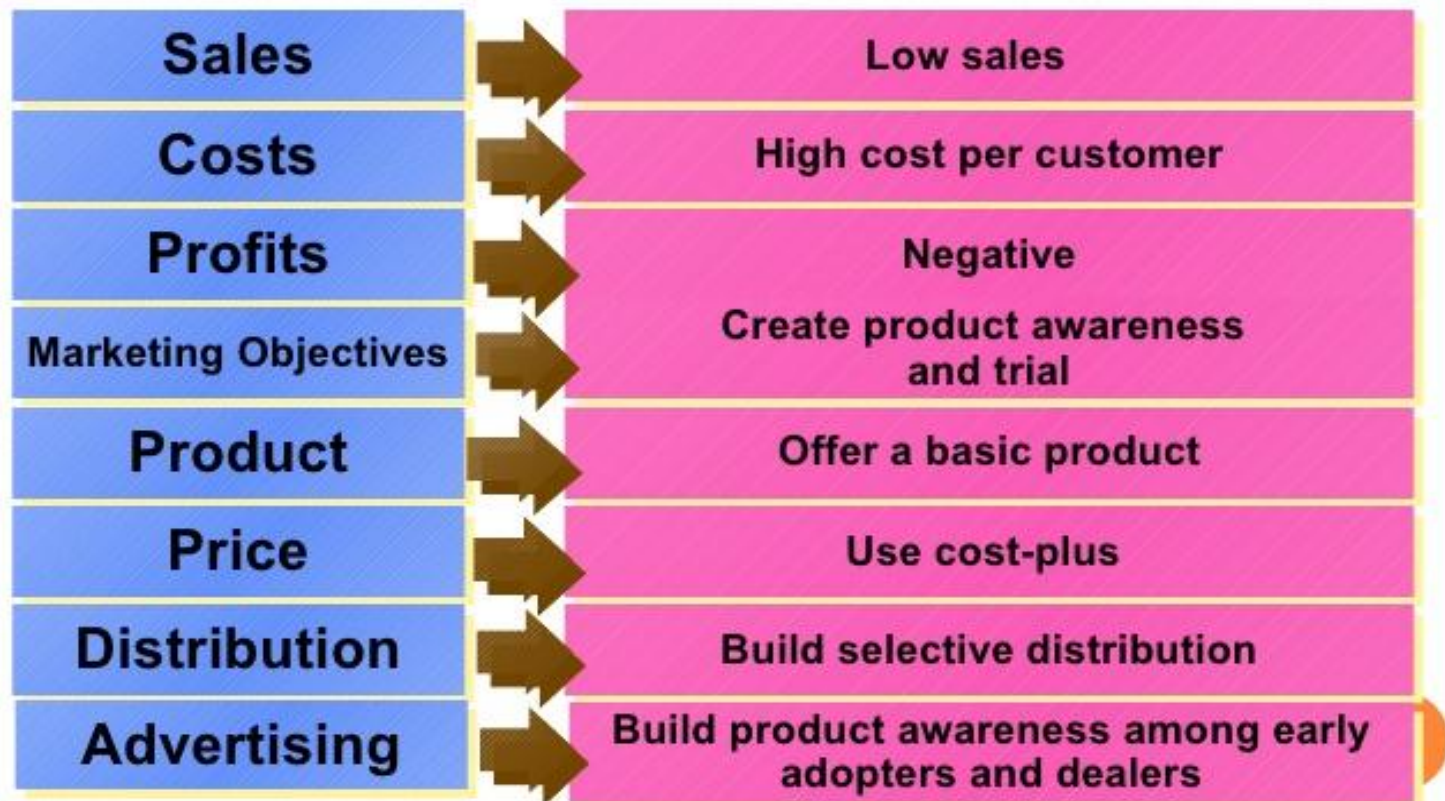 Sales
Low sales
Costs
High cost per customer
Profits
Negative
Marketing Objectives
Create product awareness
and trial
Product
Offer a basic product
Price
Use cost-plus
Distribution
Build selective distribution
Advertising
Build product awareness among early
adopters and dealers